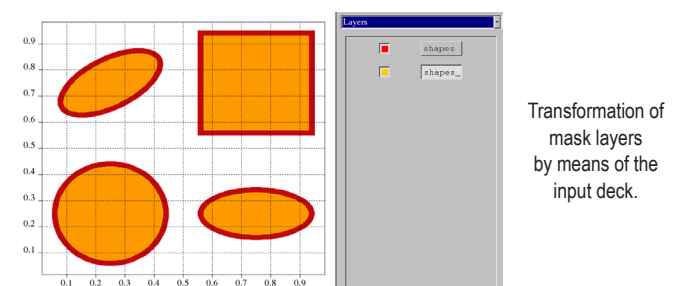 0.9
0.8
0.7
0.6
0.5
0.4
0.3
0.2
0.1
0.1 0.2 0.3 0.4 0.5 0.6 0.7 0.8 0.9
Layers
shapes
shapes_
Transformation of
mask layers
by means of the
input deck.